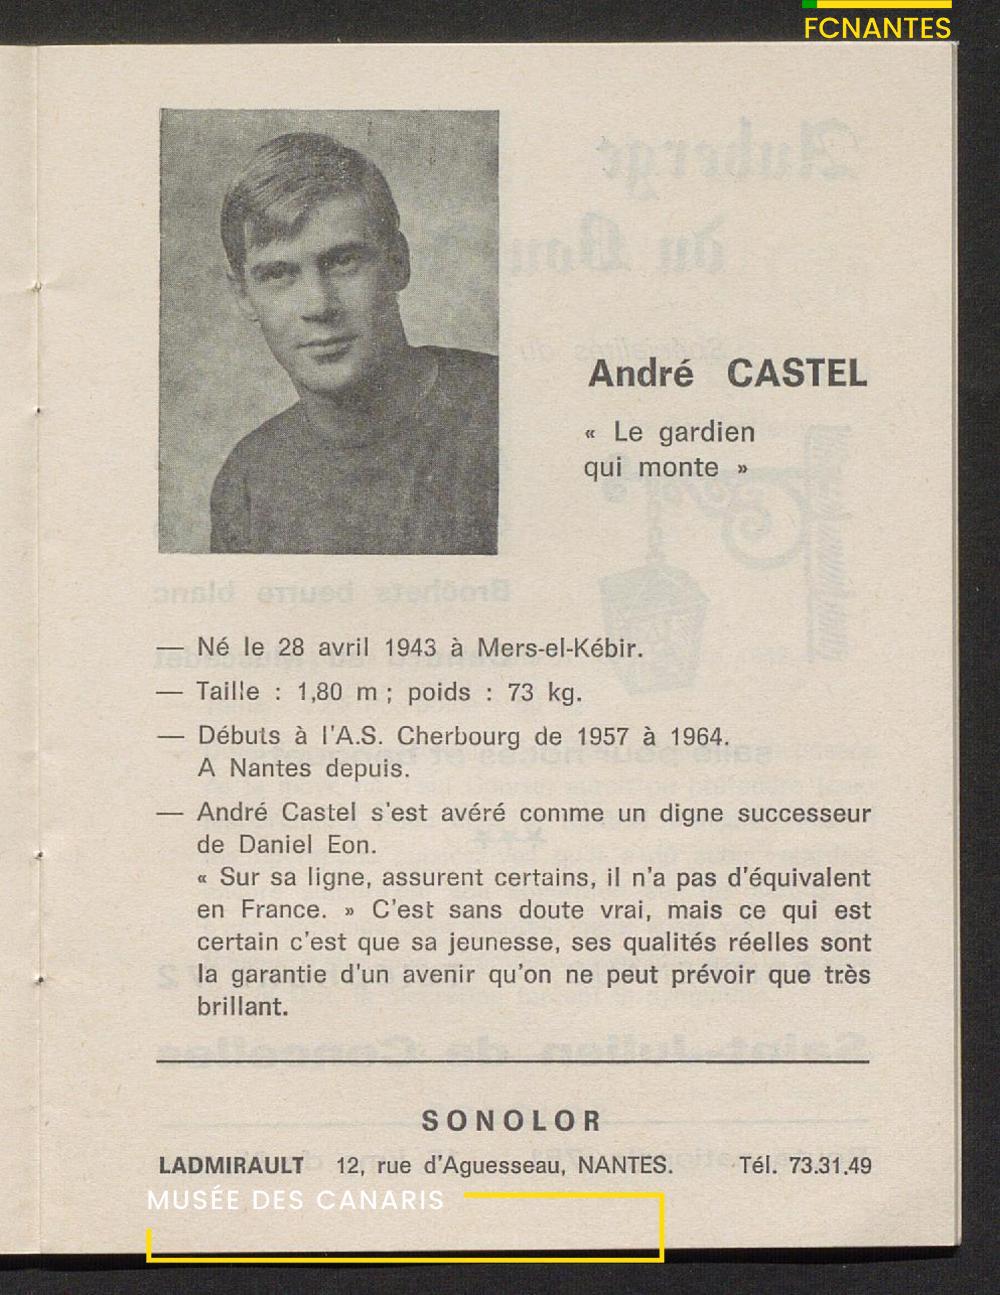 FCNANTES
André CASTEL
« Le gardien
qui monte »
— Né le 28 avril 1943 à Mers-el-Kébir.
— Taille : 1,80 m ; poids : 73 kg.
— Débuts à l'A.S. Cherbourg de 1957 à 1964.
A Nantes depuis.
— André Castel s'est avéré comme un digne successeur
de Daniel Eon.
« Sur sa ligne, assurent certains, il n'a pas d'équivalent
en France. » C'est sans doute vrai, mais ce qui est
certain c'est que sa jeunesse, ses qualités réelles sont
la garantie d'un avenir qu'on ne peut prévoir que très
brillant.
SONOLOR
LADMIRAULT 12, rue d'Aguesseau, NANTES. Tél. 73.31.49
MUSÉE DES CANARIS